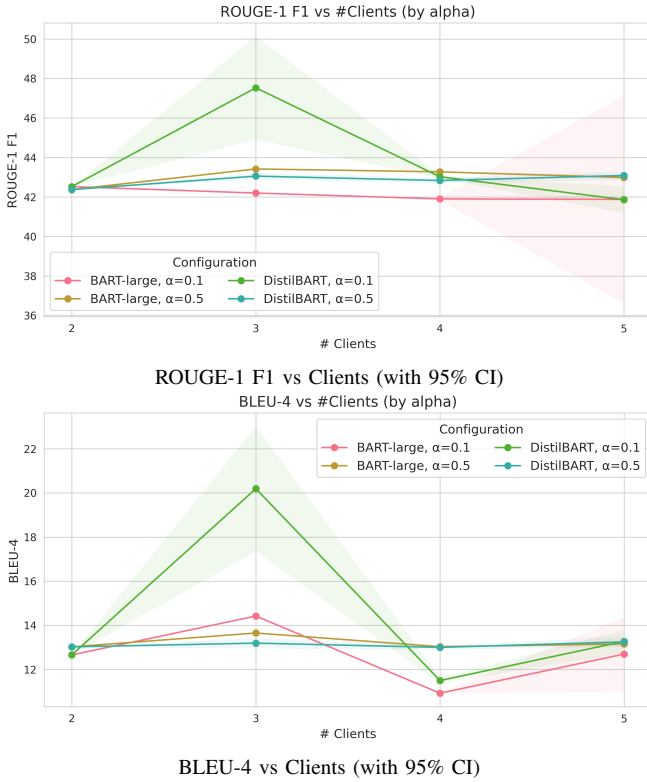 ROUGE-1 F1 vs #Clients (by alpha)
50
48
46
44
42
40
38
36
ROUGE-1 F1
Configuration
BART-large, α=0.1 DistilBART, α=0.1
BART-large, α=0.5 DistilBART, α=0.5
2 3 4 5
# Clients
ROUGE-1 F1 vs Clients (with 95% CI)
BLEU-4 vs #Clients (by alpha)
Configuration
BART-large, α=0.1 DistilBART, α=0.1
BART-large, α=0.5 DistilBART, α=0.5
22
20
18
16
14
12
BLEU-4
2 3 4 5
# Clients
BLEU-4 vs Clients (with 95% CI)